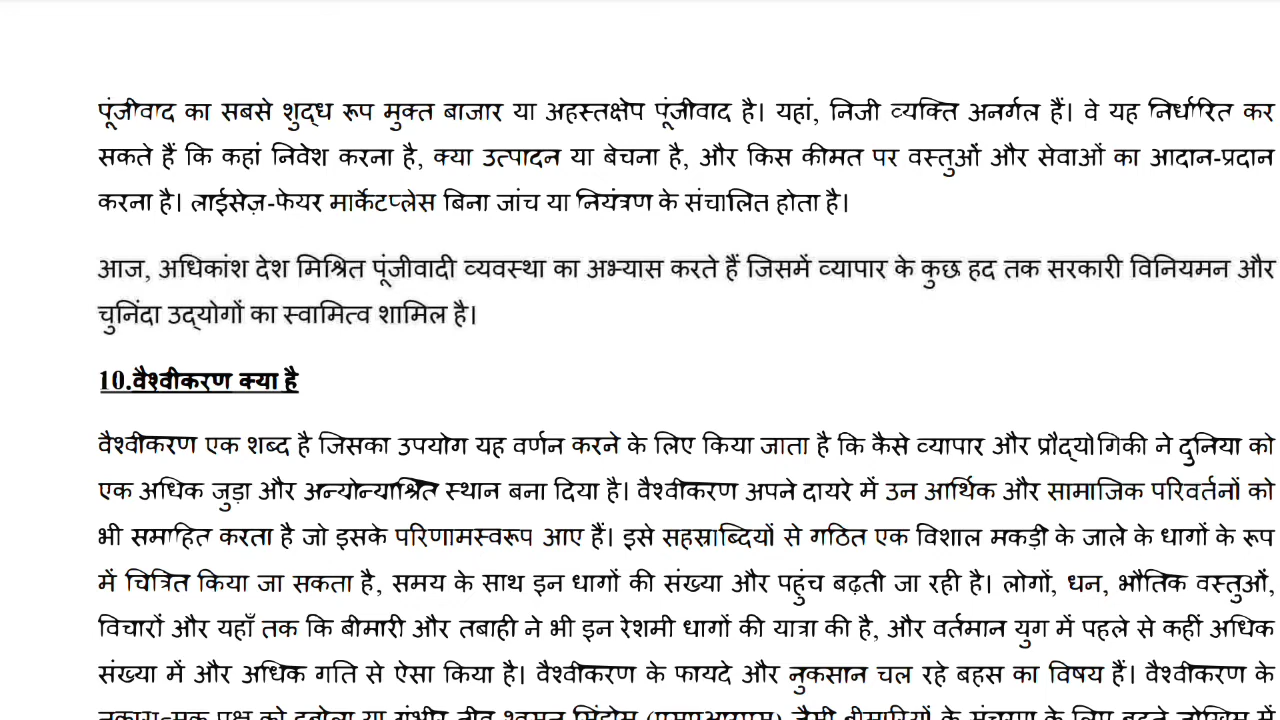 पूंजीवाद का सबसे शुद्ध रूप मुक्त बाजार या अहस्तक्षेप पूंजीवाद है। यहां, निजी व्यक्ति अनर्गल हैं। वे यह निर्धारित कर
सकते हैं कि कहां निवेश करना है, क्या उत्पादन या बेचना है, और किस कीमत पर वस्तुओं और सेवाओं का आदान-प्रदान
करना है। लाईसेज़-फेयर मार्केटप्लेस बिना जांच या नियंत्रण के संचालित होता है।
आज, अधिकांश देश मिश्रित पूंजीवादी व्यवस्था का अभ्यास करते हैं जिसमें व्यापार के कुछ हद तक सरकारी विनियमन और
चुनिंदा उद्योगों का स्वामित्व शामिल है।
10.वैश्वीकरण क्या है
वैश्वीकरण एक शब्द है जिसका उपयोग यह वर्णन करने के लिए किया जाता है कि कैसे व्यापार और प्रौद्योगिकी ने दुनिया को
एक अधिक जुड़ा और अन्योन्याश्रित स्थान बना दिया है। वैश्वीकरण अपने दायरे में उन आर्थिक और सामाजिक परिवर्तनों को
भी समाहित करता है जो इसके परिणामस्वरूप आए हैं। इसे सहस्राब्दियों से गठित एक विशाल मकड़ी के जाले के धागों के रूप
में चित्रित किया जा सकता है, समय के साथ इन धागों की संख्या और पहुंच बढ़ती जा रही है। लोगों, धन, भौतिक वस्तुओं,
विचारों और यहाँ तक कि बीमारी और तबाही ने भी इन रेशमी धागों की यात्रा की है, और वर्तमान युग में पहले से कहीं अधिक
संख्या में और अधिक गति से ऐसा किया है। वैश्वीकरण के फायदे और नुकसान चल रहे बहस का विषय हैं। वैश्वीकरण के